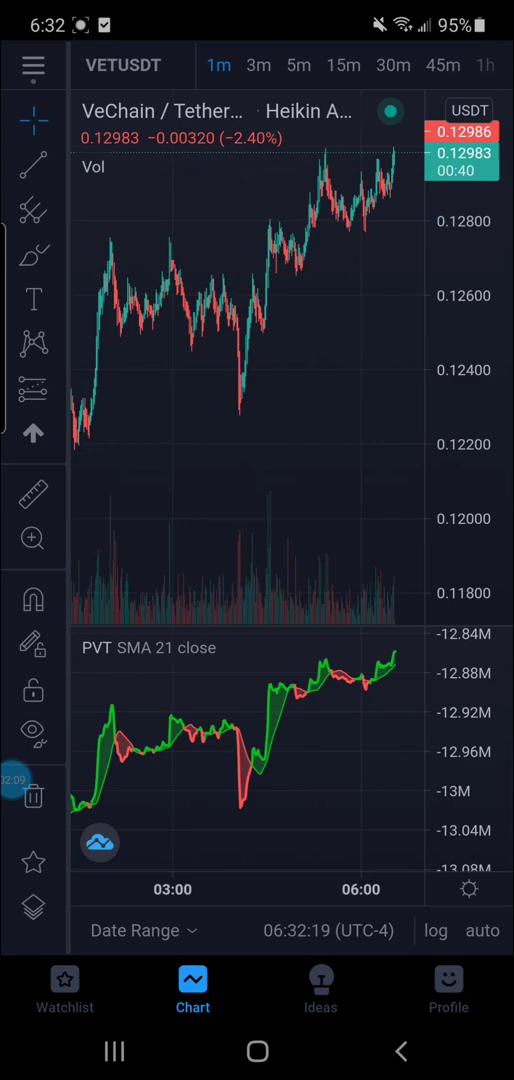 6:32 95%
VETUSDT 1m 3m 5m 15m 30m 45m 1h
VeChain / Tether... · Heikin A... USDT
0.12983 −0.00320 (−2.40%)
0.12986
0.12983
00:40
Vol
0.12800
0.12600
0.12400
0.12200
0.12000
0.11800
PVT SMA 21 close
-12.84M
-12.88M
-12.92M
-12.96M
-13M
-13.04M
-13.08M
02:09
03:00 06:00
Date Range 06:32:19 (UTC-4) log auto
Watchlist Chart Ideas Profile